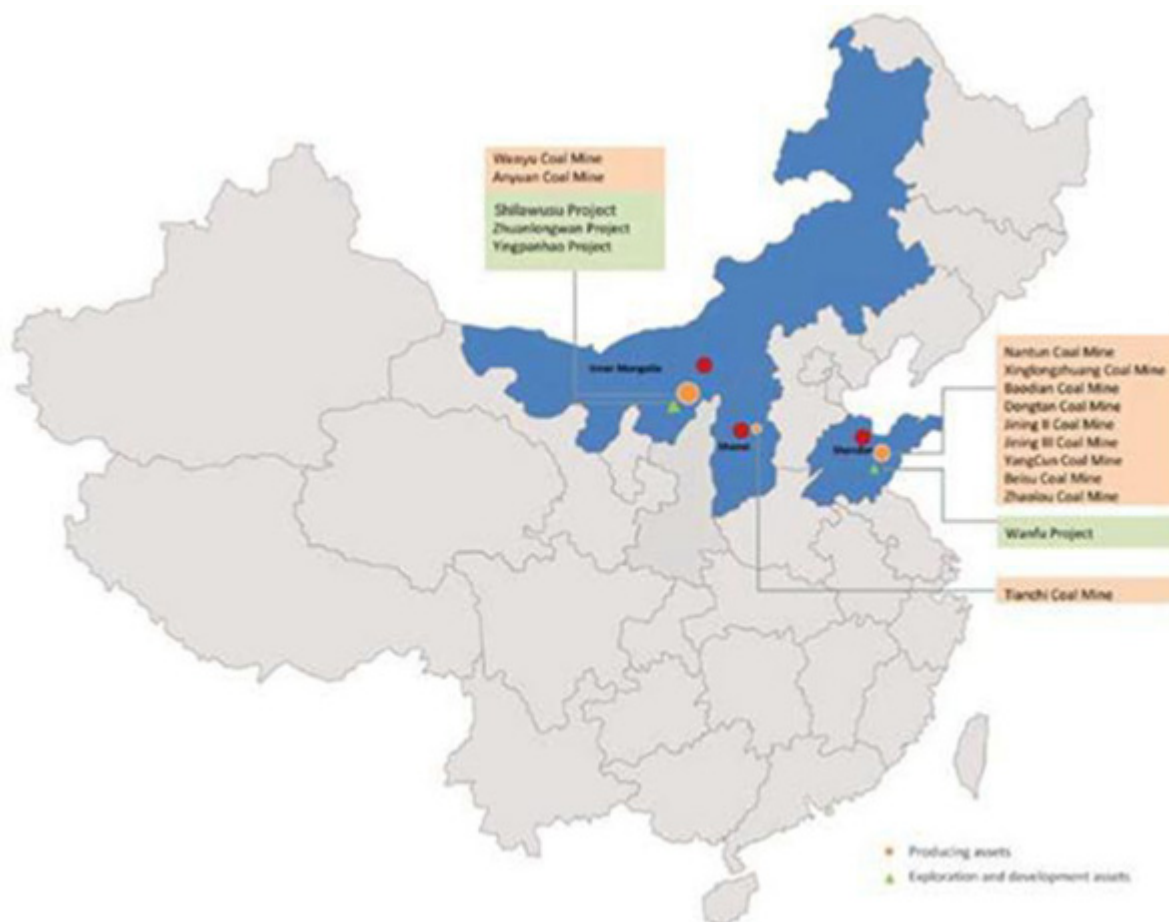 Wenyu Coal Mine
Anyuan Coal Mine
Shilawusu Project
Zhuanlongwan Project
Yingpanhao Project
Inner Mongolia
Shanxi
Shandong
Nantun Coal Mine
Xinglongzhuang Coal Mine
Baodian Coal Mine
Dongtan Coal Mine
Jining II Coal Mine
Jining III Coal Mine
YangCun Coal Mine
Beisu Coal Mine
Zhaolou Coal Mine
Wanfu Project
Tianchi Coal Mine
Producing assets
Exploration and development assets